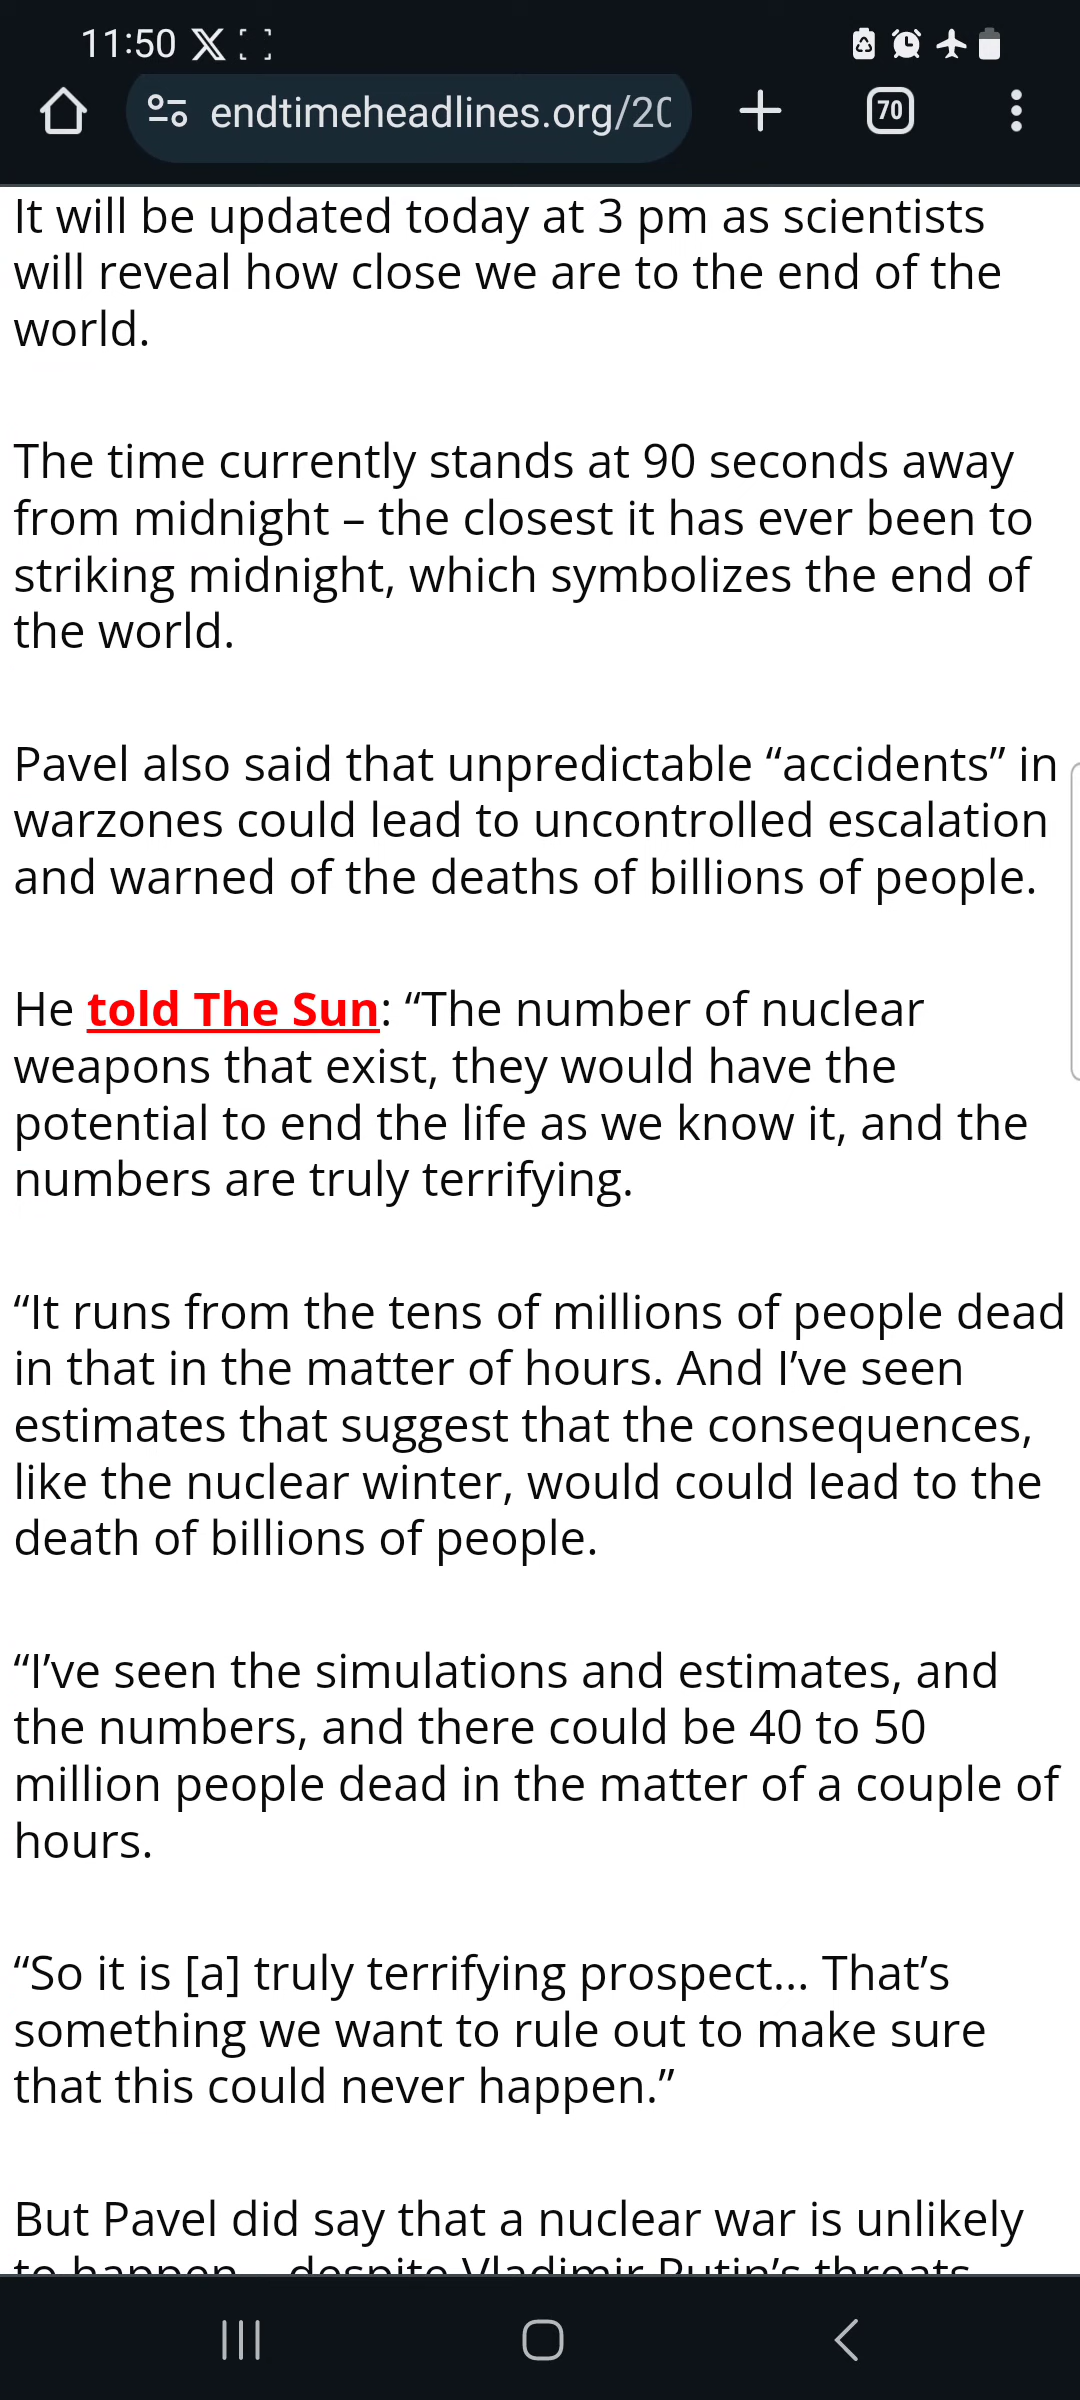 11:50
endtimeheadlines.org/20
70
It will be updated today at 3 pm as scientists
will reveal how close we are to the end of the
world.
The time currently stands at 90 seconds away
from midnight – the closest it has ever been to
striking midnight, which symbolizes the end of
the world.
Pavel also said that unpredictable “accidents” in
warzones could lead to uncontrolled escalation
and warned of the deaths of billions of people.
He told The Sun: “The number of nuclear
weapons that exist, they would have the
potential to end the life as we know it, and the
numbers are truly terrifying.
“It runs from the tens of millions of people dead
in that in the matter of hours. And I’ve seen
estimates that suggest that the consequences,
like the nuclear winter, would could lead to the
death of billions of people.
“I’ve seen the simulations and estimates, and
the numbers, and there could be 40 to 50
million people dead in the matter of a couple of
hours.
“So it is [a] truly terrifying prospect… That’s
something we want to rule out to make sure
that this could never happen.”
But Pavel did say that a nuclear war is unlikely
to happen – despite Vladimir Putin’s threats